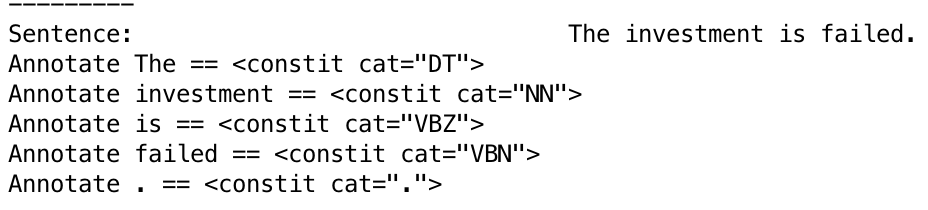 ---------
Sentence: The investment is failed.
Annotate The == <constit cat="DT">
Annotate investment == <constit cat="NN">
Annotate is == <constit cat="VBZ">
Annotate failed == <constit cat="VBN">
Annotate . == <constit cat=".">